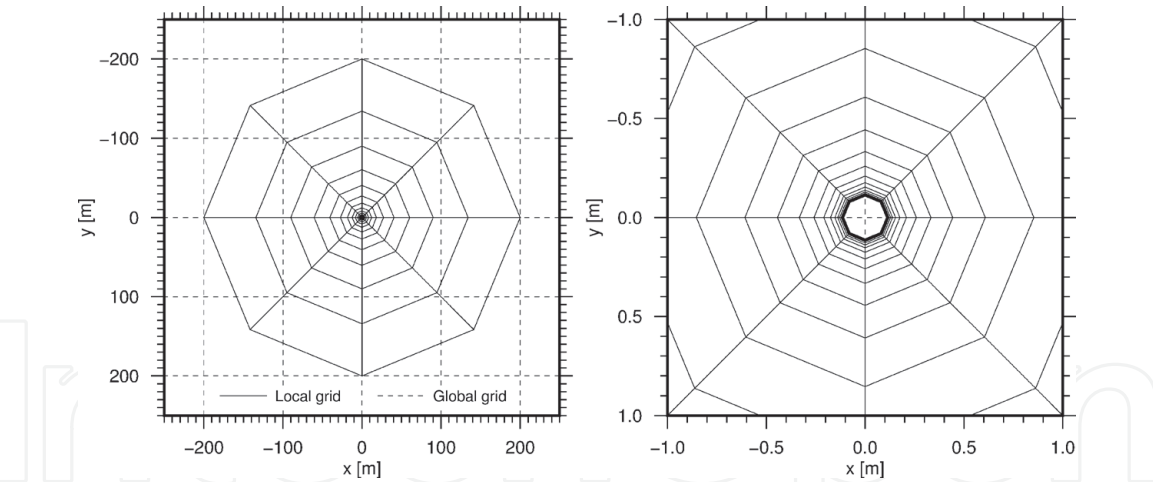 −200
−100
0
100
200
y [m]
Local grid
Global grid
−200 −100 0 100 200
x [m]
−1.0
−0.5
0.0
0.5
1.0
y [m]
−1.0 −0.5 0.0 0.5 1.0
x [m]